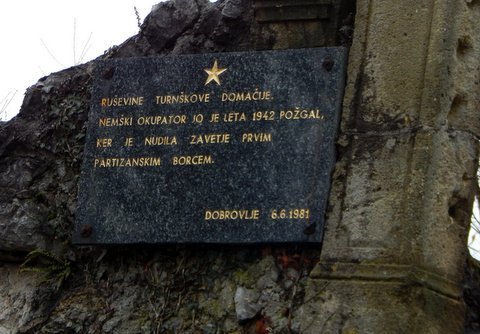 RUŠEVINE TURNŠKOVE DOMAČIJE.
NEMŠKI OKUPATOR JO JE LETA 1942 POŽGAL,
KER JE NUDILA ZAVETJE PRVIM
PARTIZANSKIM BORCEM.
DOBROVLJE 6.6.1981